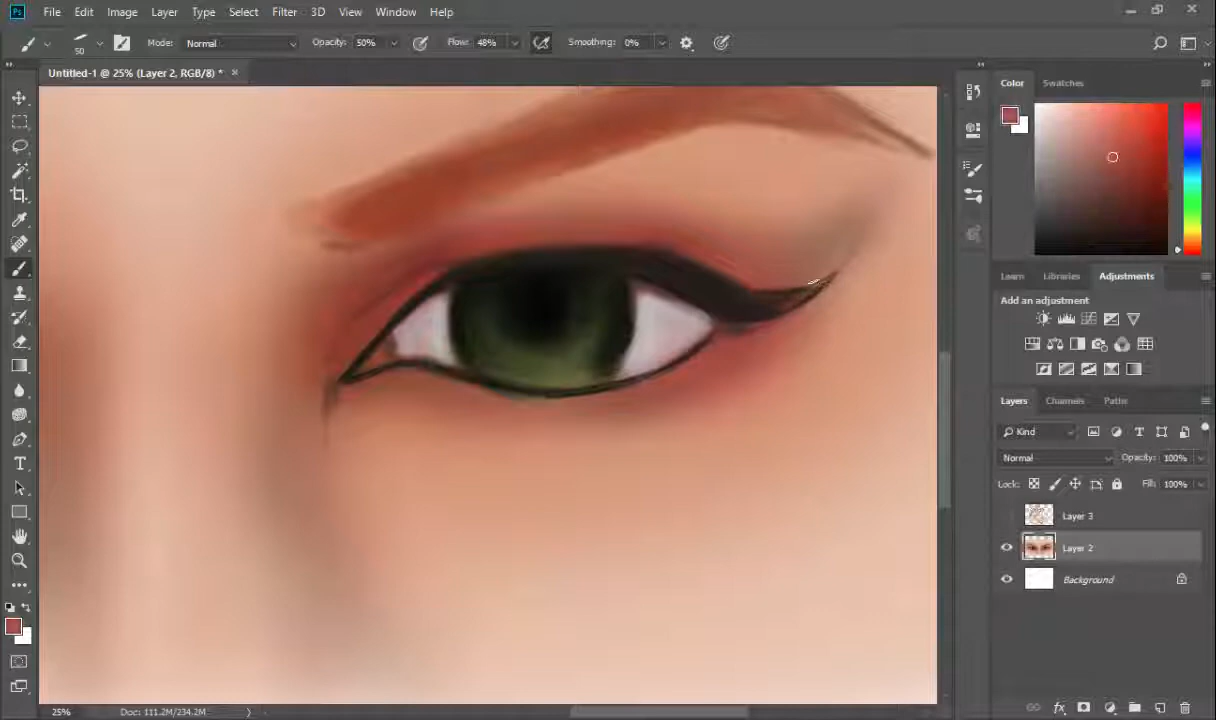 Ps File Edit Image Layer Type Select Filter 3D View Window Help
50 Mode: Normal Opacity: 50% Flow: 48% Smoothing: 0%
Untitled-1 @ 25% (Layer 2, RGB/8) *
Color Swatches
Learn Libraries Adjustments
Add an adjustment
Layers Channels Paths
Kind
Normal Opacity: 100%
Lock: Fill: 100%
Layer 3
Layer 2
Background
25% Doc: 111.2M/234.2M